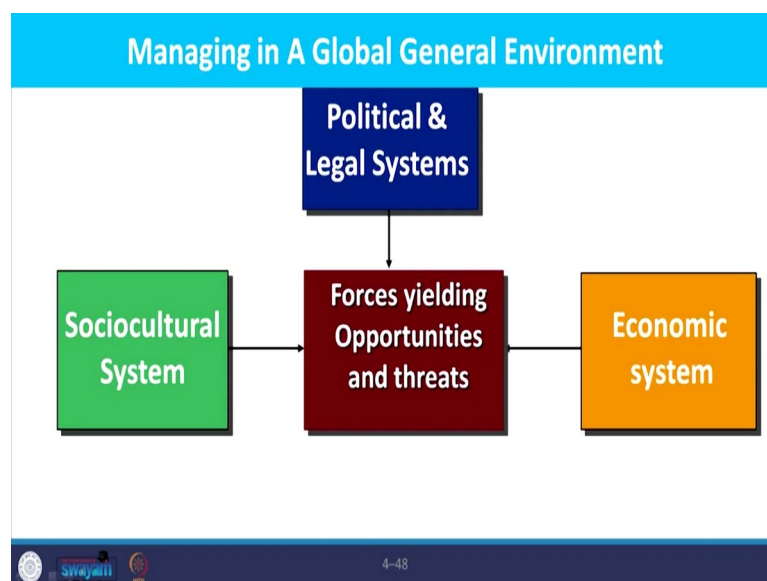 Managing in A Global General Environment
Political &
Legal Systems
Sociocultural
System
Forces yielding
Opportunities
and threats
Economic
system
swayam
4–48